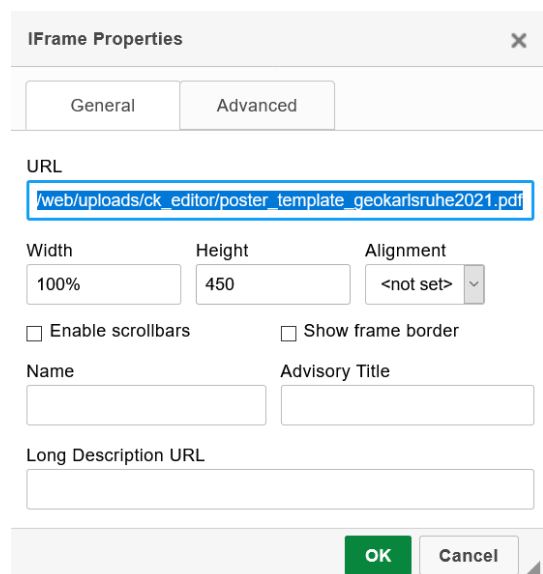 IFrame Properties
General Advanced
URL
/web/uploads/ck_editor/poster_template_geokarlsruhe2021.pdf
Width Height Alignment
100% 450 <not set>
Enable scrollbars Show frame border
Name Advisory Title
Long Description URL
OK Cancel